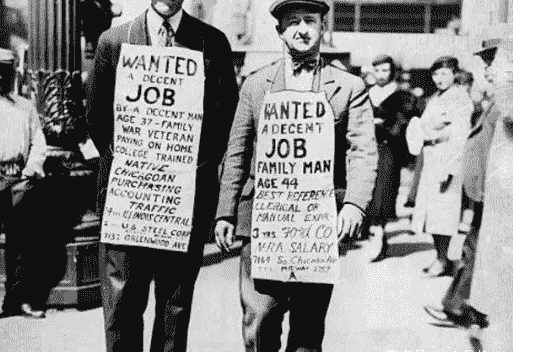 WANTED
A DECENT
JOB
BY A DECENT MAN
AGE 37-FAMILY
WAR VETERAN
PAYING ON HOME
COLLEGE TRAINED
NATIVE
CHICAGOAN
PURCHASING
ACCOUNTING
TRAFFIC
ILLINOIS CENTRAL
U.S. STEEL CORP.
GREENWOOD AVE
WANTED
A DECENT
JOB
FAMILY MAN
AGE 44
BEST REFERENCE
CLERICAL OR
MANUAL EXPR
3 YRS. FORD CO
N.R.A SALARY